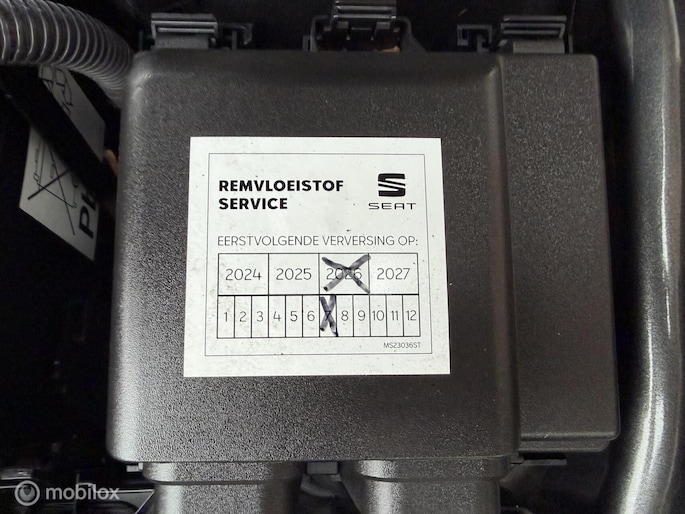 REMVLOEISTOF
SERVICE
SEAT
EERSTVOLGENDE VERVERSING OP:
2024 2025 2026 2027
1 2 3 4 5 6 7 8 9 10 11 12
MS23036ST
Pb
mobilox